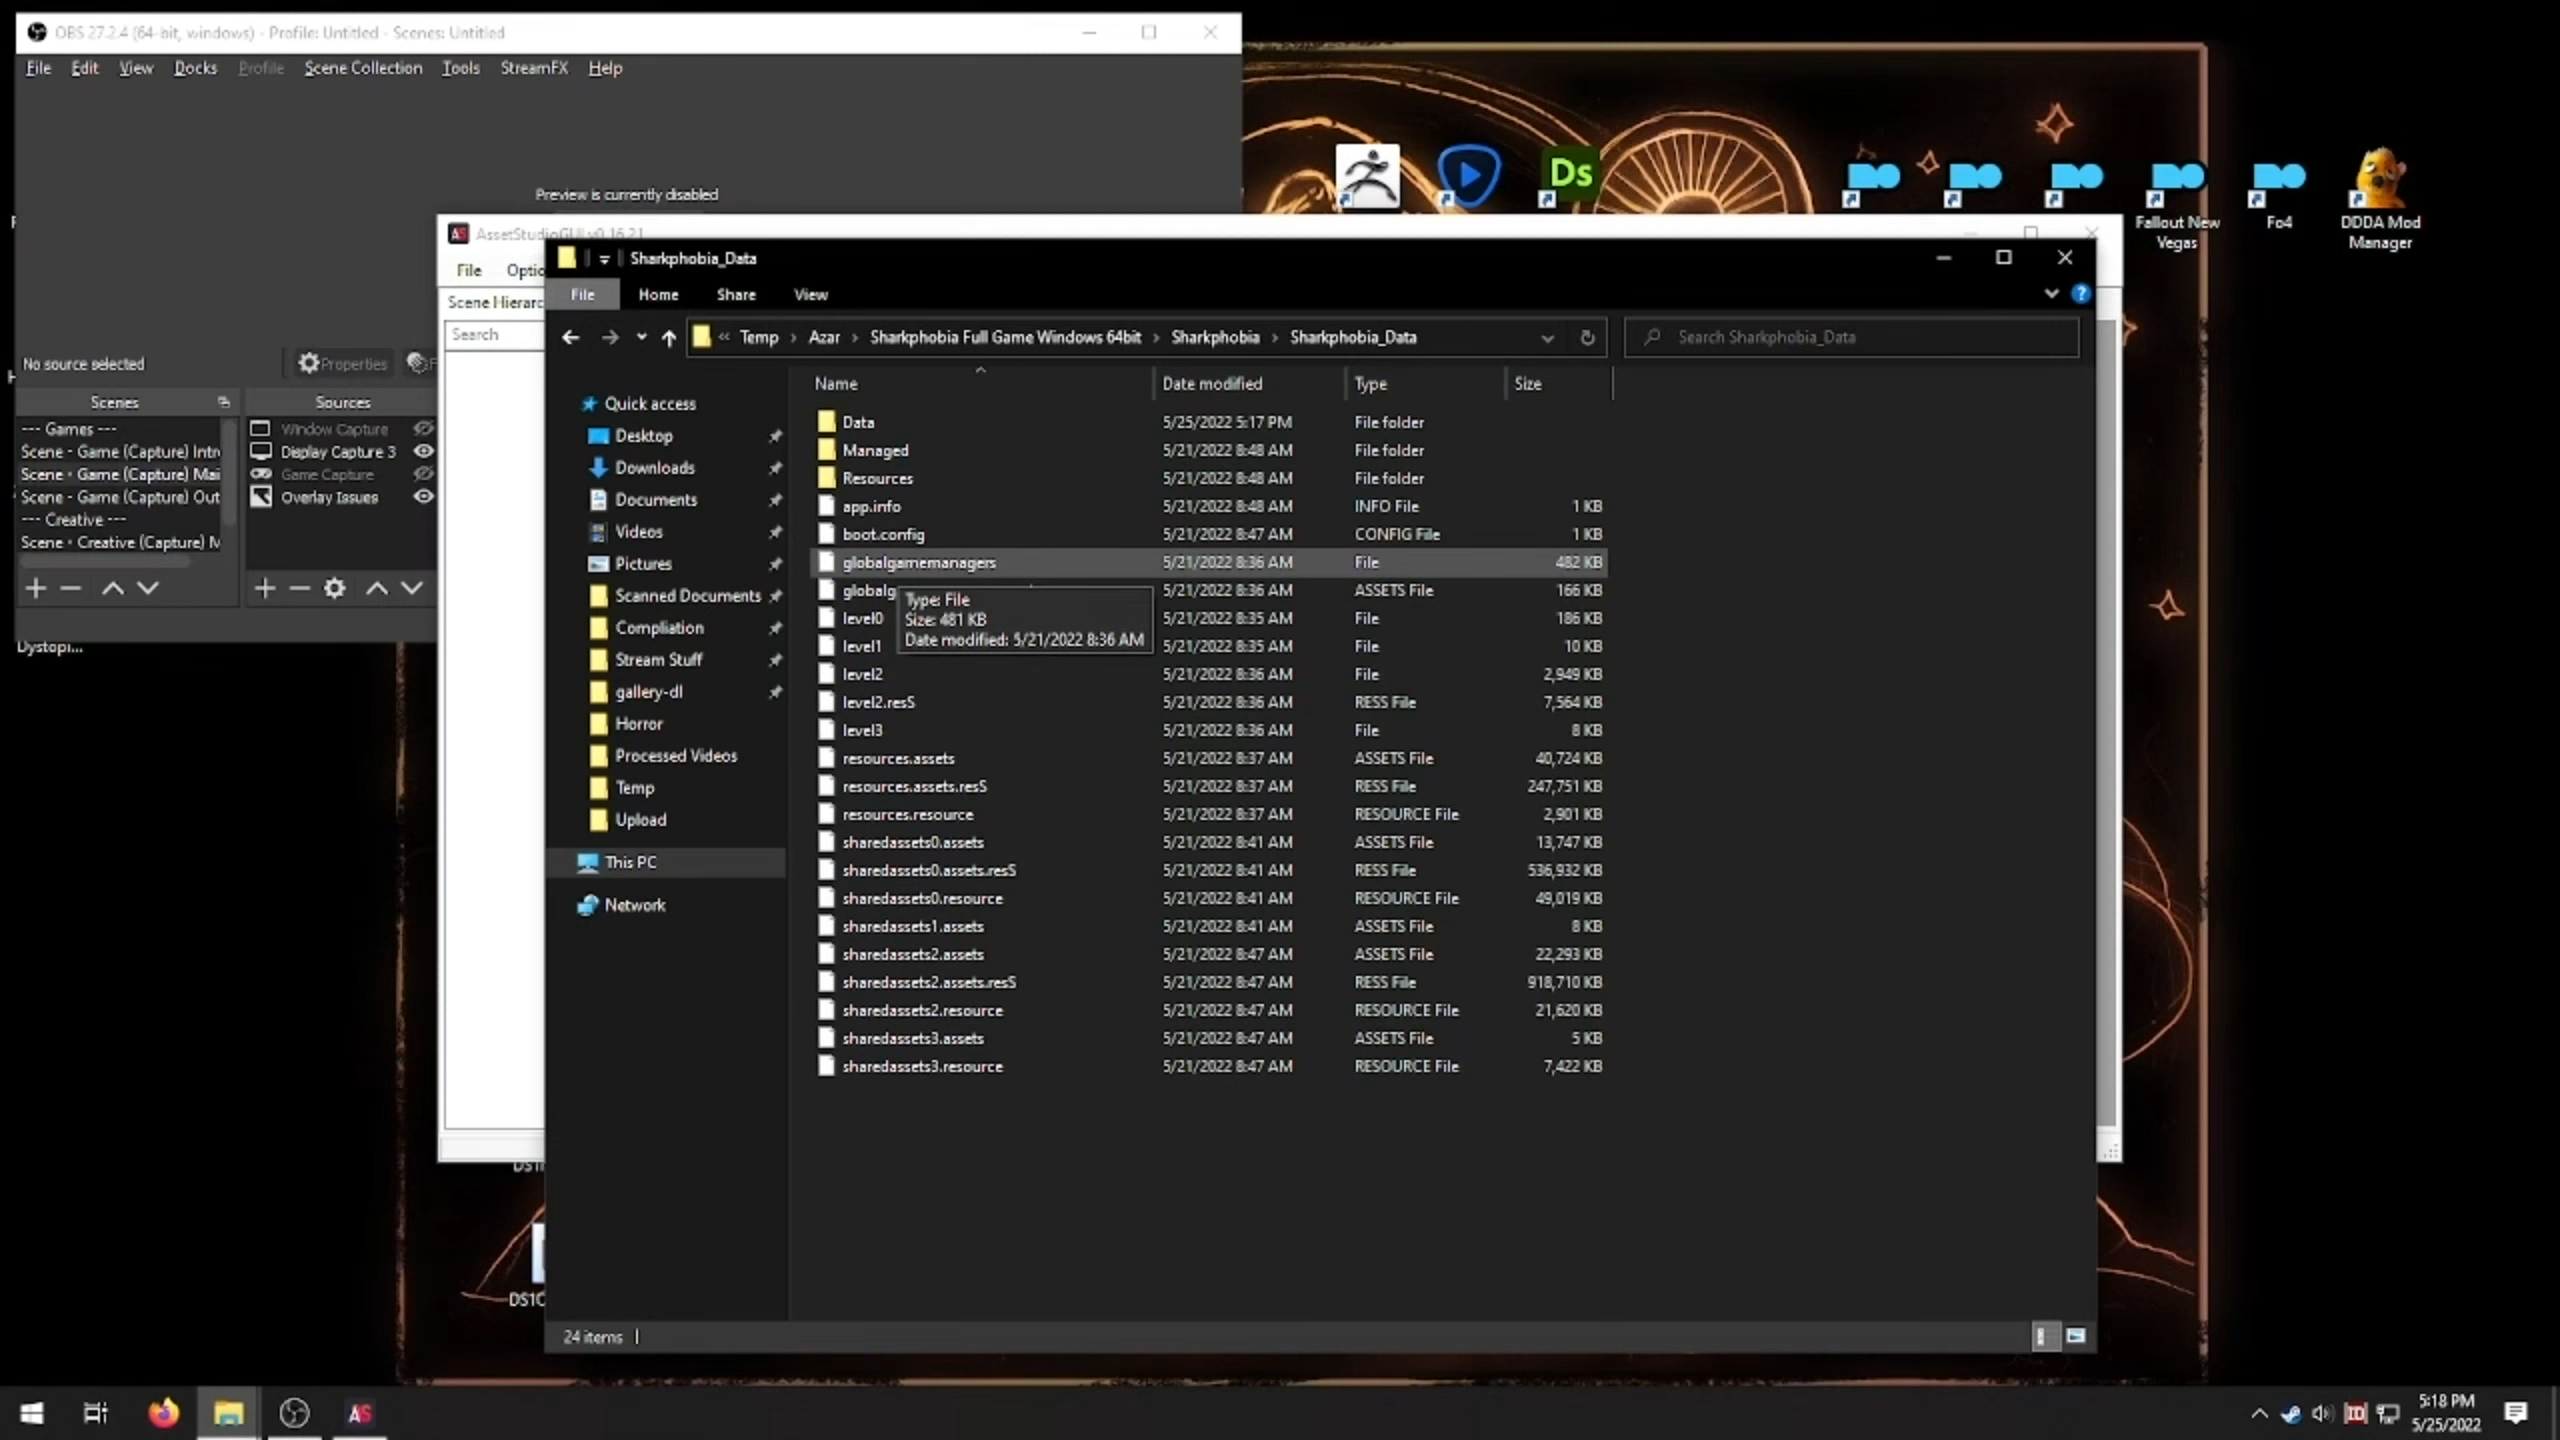 OBS 27.2.4 (64-bit, windows) - Profile: Untitled - Scenes: Untitled
File Edit View Docks Profile Scene Collection Tools StreamFX Help
Preview is currently disabled
No source selected
Properties
Scenes
Sources
--- Games ---
Scene - Game (Capture) Intr
Scene - Game (Capture) Mai
Scene - Game (Capture) Out
--- Creative ---
Scene - Creative (Capture) M
Window Capture
Display Capture 3
Game Capture
Overlay Issues
Dystopi...
Ds
Fallout New Vegas
Fo4
DDDA Mod Manager
AS AssetStudioGUI v0.16.21
File Optio
Scene Hierarc
Search
Sharkphobia_Data
File Home Share View
« Temp › Azar › Sharkphobia Full Game Windows 64bit › Sharkphobia › Sharkphobia_Data
Search Sharkphobia_Data
Quick access
Desktop
Downloads
Documents
Videos
Pictures
Scanned Documents
Compliation
Stream Stuff
gallery-dl
Horror
Processed Videos
Temp
Upload
This PC
Network
Name Date modified Type Size
Data 5/25/2022 5:17 PM File folder
Managed 5/21/2022 8:48 AM File folder
Resources 5/21/2022 8:48 AM File folder
app.info 5/21/2022 8:48 AM INFO File 1 KB
boot.config 5/21/2022 8:47 AM CONFIG File 1 KB
globalgamemanagers 5/21/2022 8:36 AM File 482 KB
globalg 5/21/2022 8:36 AM ASSETS File 166 KB
level0 5/21/2022 8:35 AM File 186 KB
level1 5/21/2022 8:35 AM File 10 KB
level2 5/21/2022 8:36 AM File 2,949 KB
level2.resS 5/21/2022 8:36 AM RESS File 7,564 KB
level3 5/21/2022 8:36 AM File 8 KB
resources.assets 5/21/2022 8:37 AM ASSETS File 40,724 KB
resources.assets.resS 5/21/2022 8:37 AM RESS File 247,751 KB
resources.resource 5/21/2022 8:37 AM RESOURCE File 2,901 KB
sharedassets0.assets 5/21/2022 8:41 AM ASSETS File 13,747 KB
sharedassets0.assets.resS 5/21/2022 8:41 AM RESS File 536,932 KB
sharedassets0.resource 5/21/2022 8:41 AM RESOURCE File 49,019 KB
sharedassets1.assets 5/21/2022 8:41 AM ASSETS File 8 KB
sharedassets2.assets 5/21/2022 8:47 AM ASSETS File 22,293 KB
sharedassets2.assets.resS 5/21/2022 8:47 AM RESS File 918,710 KB
sharedassets2.resource 5/21/2022 8:47 AM RESOURCE File 21,620 KB
sharedassets3.assets 5/21/2022 8:47 AM ASSETS File 5 KB
sharedassets3.resource 5/21/2022 8:47 AM RESOURCE File 7,422 KB
Type: File
Size: 481 KB
Date modified: 5/21/2022 8:36 AM
DS1C
24 items
AS
5:18 PM
5/25/2022